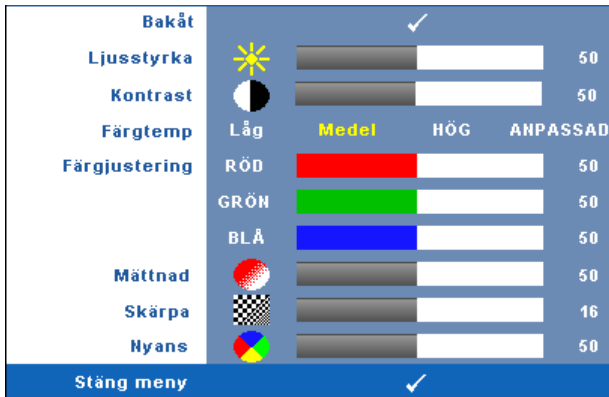 Bakåt
Ljusstyrka 50
Kontrast 50
Färgtemp Låg Medel HÖG ANPASSAD
Färgjustering RÖD 50
GRÖN 50
BLÅ 50
Mättnad 50
Skärpa 16
Nyans 50
Stäng meny